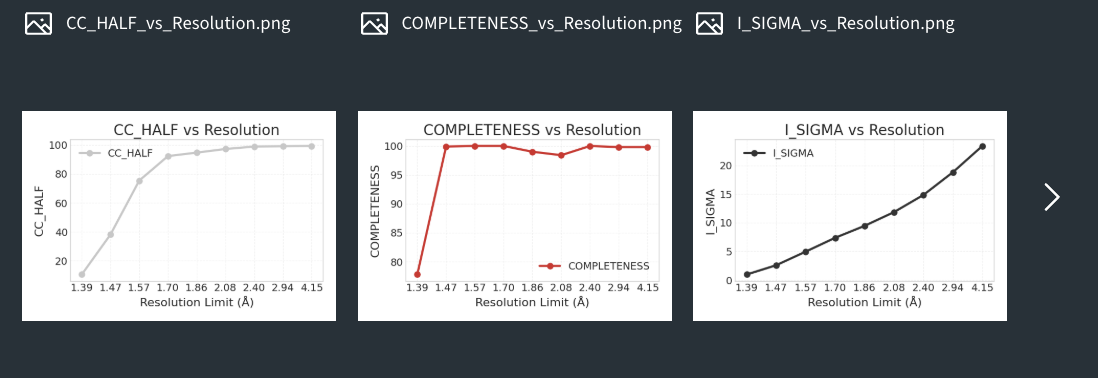 CC_HALF_vs_Resolution.png
COMPLETENESS_vs_Resolution.png
I_SIGMA_vs_Resolution.png
CC_HALF vs Resolution
CC_HALF
100
80
60
40
20
CC_HALF
1.39 1.47 1.57 1.70 1.86 2.08 2.40 2.94 4.15
Resolution Limit (Å)
COMPLETENESS vs Resolution
COMPLETENESS
100
95
90
85
80
COMPLETENESS
1.39 1.47 1.57 1.70 1.86 2.08 2.40 2.94 4.15
Resolution Limit (Å)
I_SIGMA vs Resolution
I_SIGMA
20
15
10
5
0
I_SIGMA
1.39 1.47 1.57 1.70 1.86 2.08 2.40 2.94 4.15
Resolution Limit (Å)